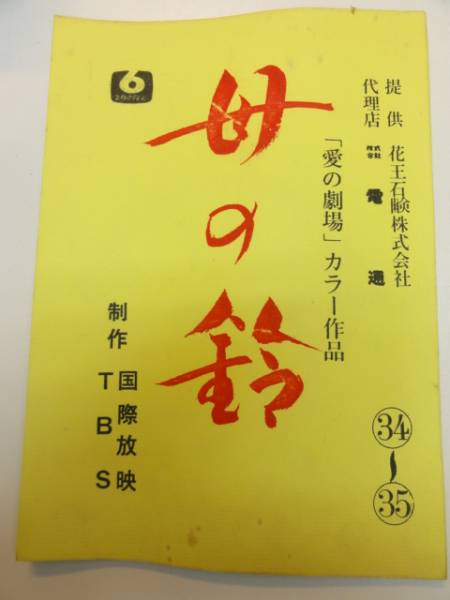 提供 花王石鹸株式会社
代理店 株式会社 電通
「愛の劇場」カラー作品
母の鈴
6
制作 国際放映
TBS
㉞〜㉟